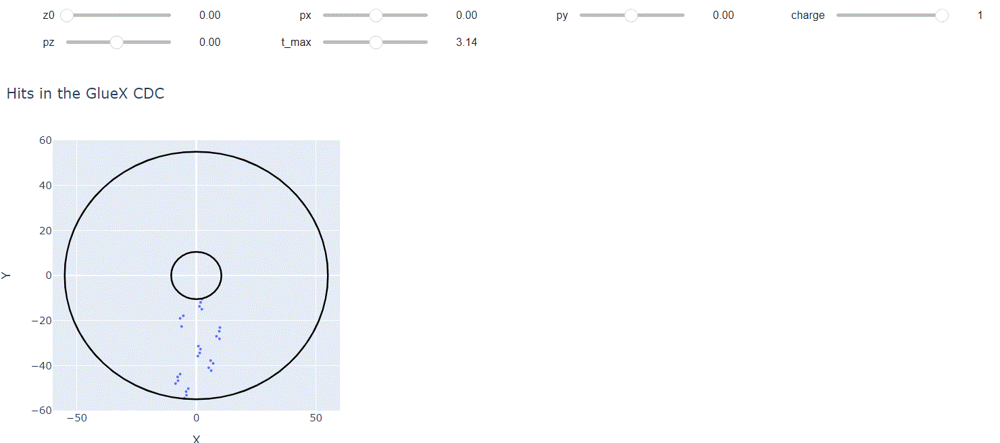 z0 0.00 px 0.00 py 0.00 charge 1
pz 0.00 t_max 3.14
Hits in the GlueX CDC
60
40
20
0
−20
−40
−60
Y
−50 0 50
X